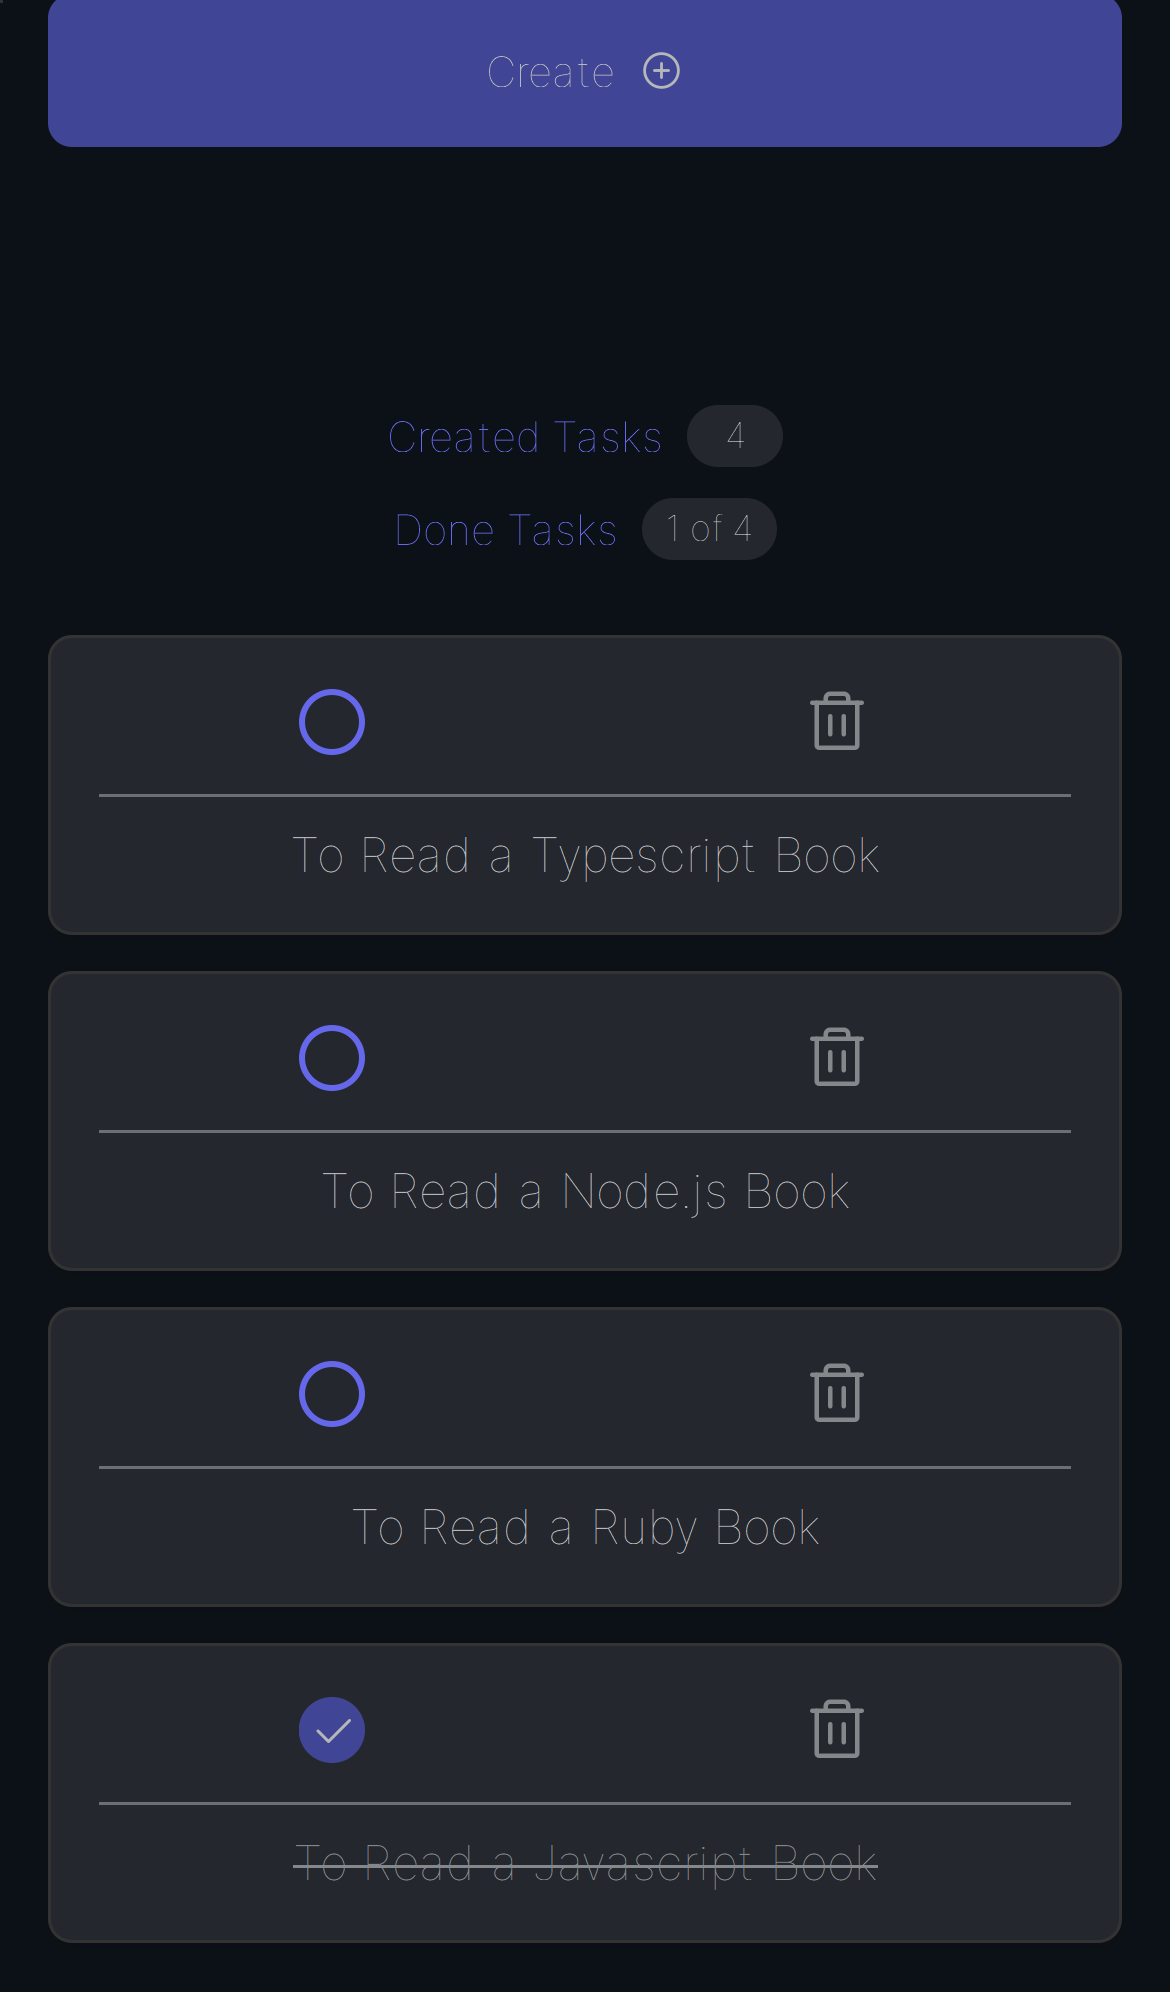 Create
Created Tasks 4
Done Tasks 1 of 4
To Read a Typescript Book
To Read a Node.js Book
To Read a Ruby Book
To Read a Javascript Book